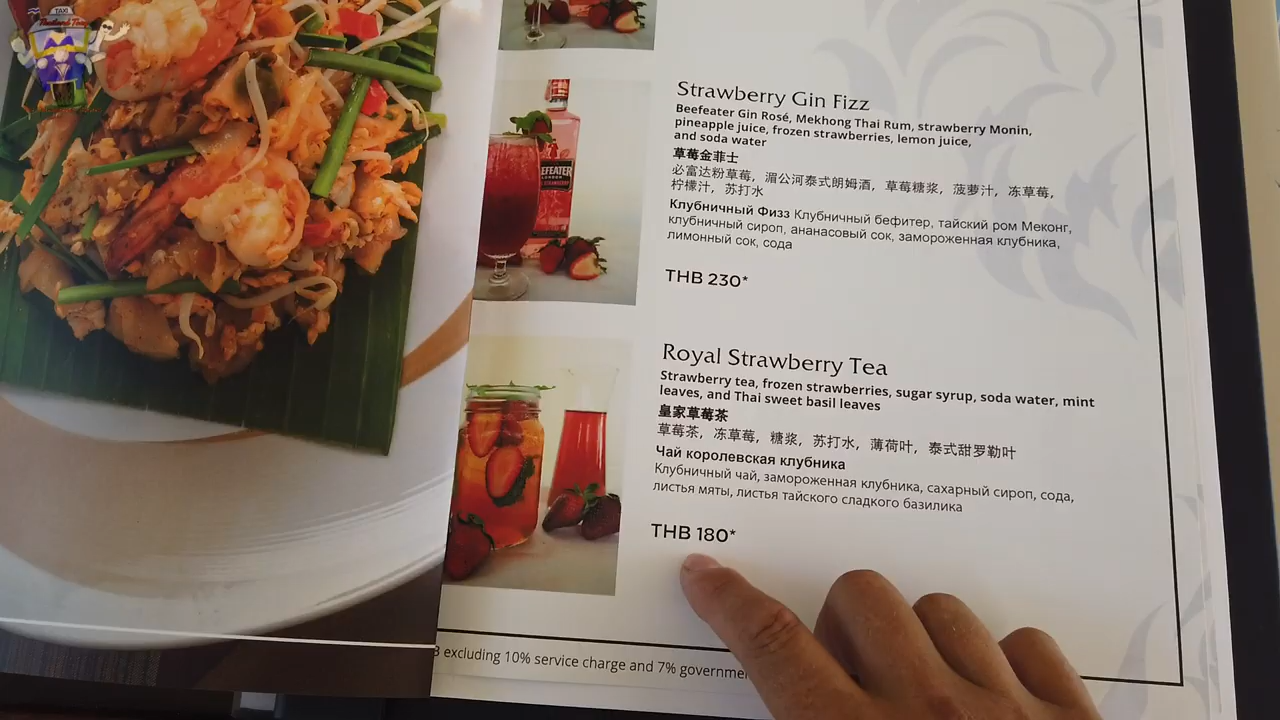 TAXI
Thailand Tour
EFEATER
LONDON
Strawberry Gin Fizz
Beefeater Gin Rosé, Mekhong Thai Rum, strawberry Monin,
pineapple juice, frozen strawberries, lemon juice,
and soda water
草莓金菲士
必富达粉草莓, 湄公河泰式朗姆酒, 草莓糖浆, 菠萝汁, 冻草莓,
柠檬汁, 苏打水
Клубничный Физз Клубничный бефитер, тайский ром Меконг,
клубничный сироп, ананасовый сок, замороженная клубника,
лимонный сок, сода
THB 230*
Royal Strawberry Tea
Strawberry tea, frozen strawberries, sugar syrup, soda water, mint
leaves, and Thai sweet basil leaves
皇家草莓茶
草莓茶, 冻草莓, 糖浆, 苏打水, 薄荷叶, 泰式甜罗勒叶
Чай королевская клубника
Клубничный чай, замороженная клубника, сахарный сироп, сода,
листья мяты, листья тайского сладкого базилика
THB 180*
excluding 10% service charge and 7% governme